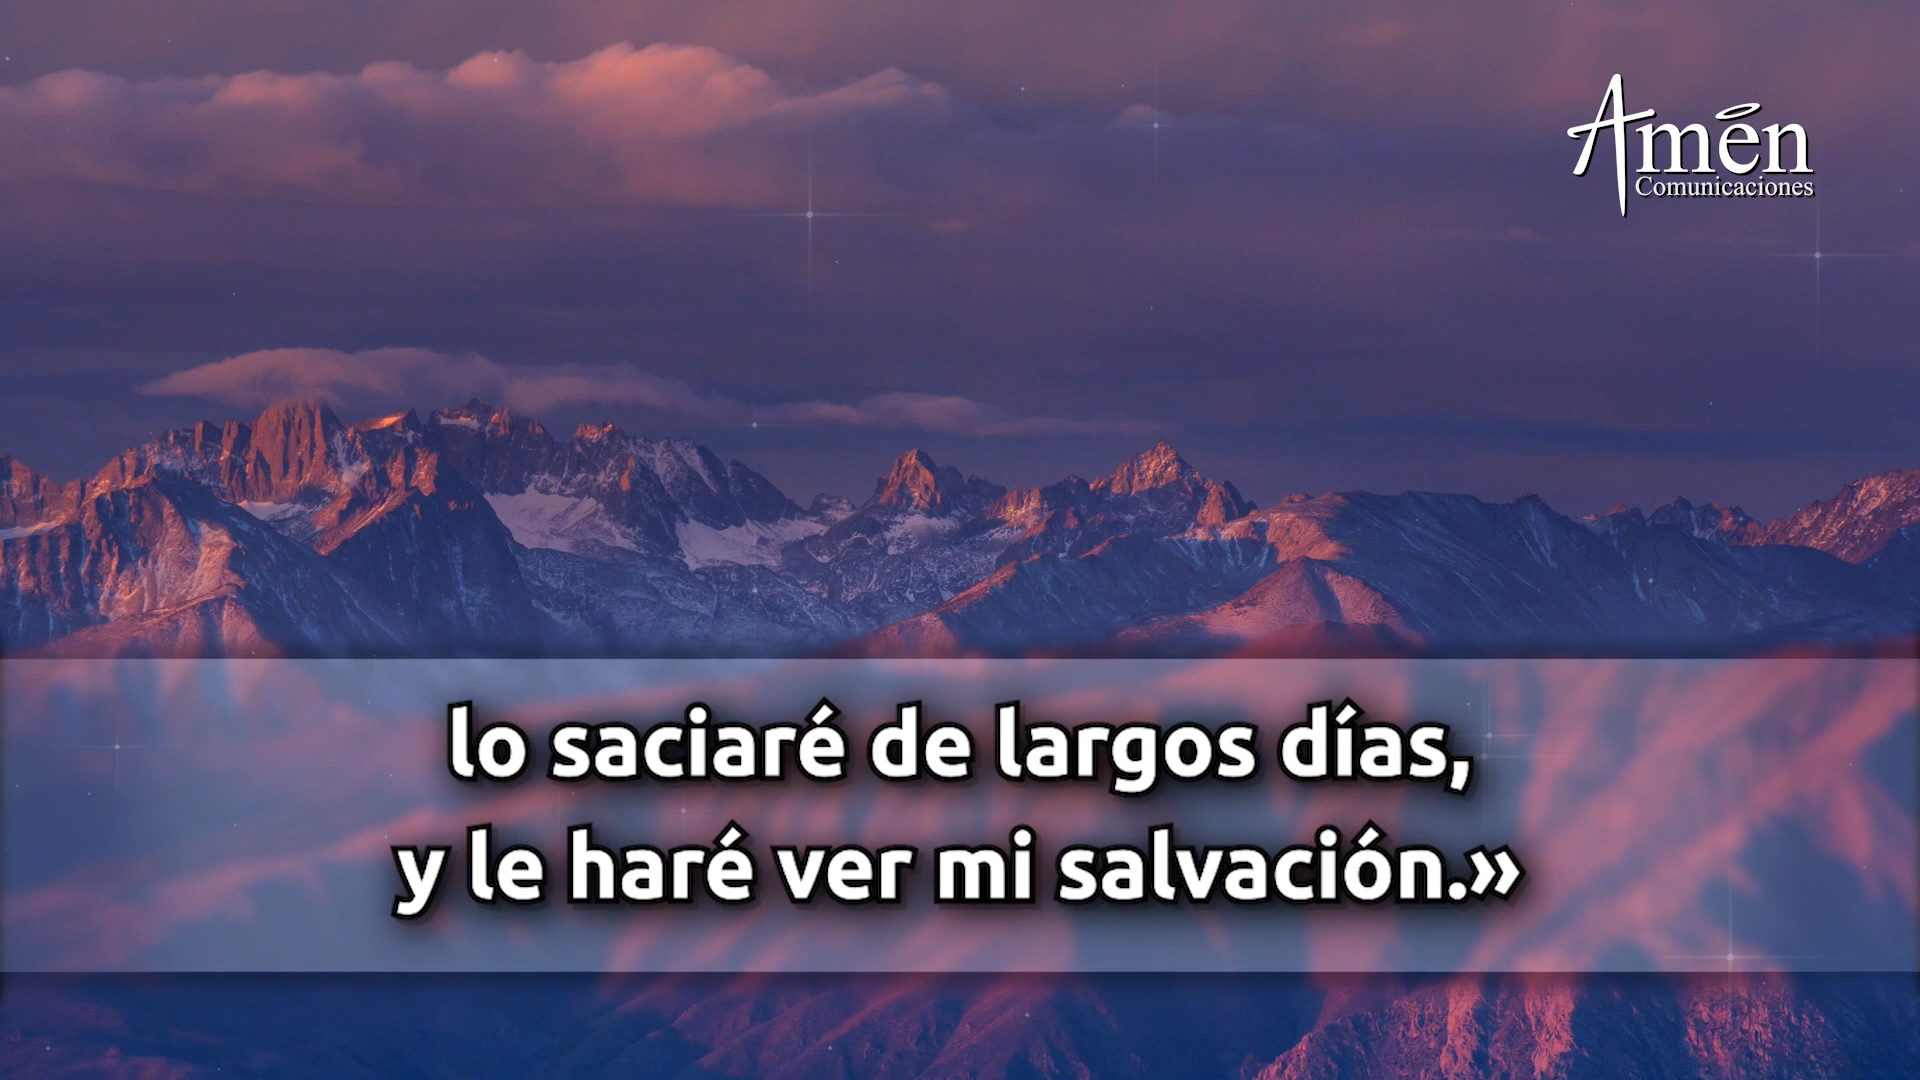 Amén
Comunicaciones
lo saciaré de largos días,
y le haré ver mi salvación.»